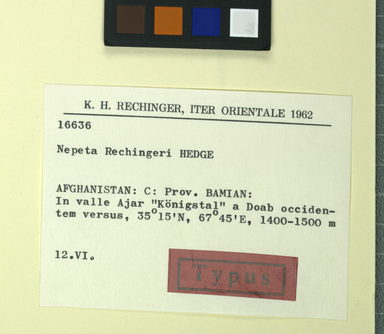 K. H. RECHINGER, ITER ORIENTALE 1962
16636
Nepeta Rechingeri HEDGE
AFGHANISTAN: C: Prov. BAMIAN:
In valle Ajar "Königstal" a Doab occiden-
tem versus, 35°15'N, 67°45'E, 1400-1500 m
12.VI.
Typus